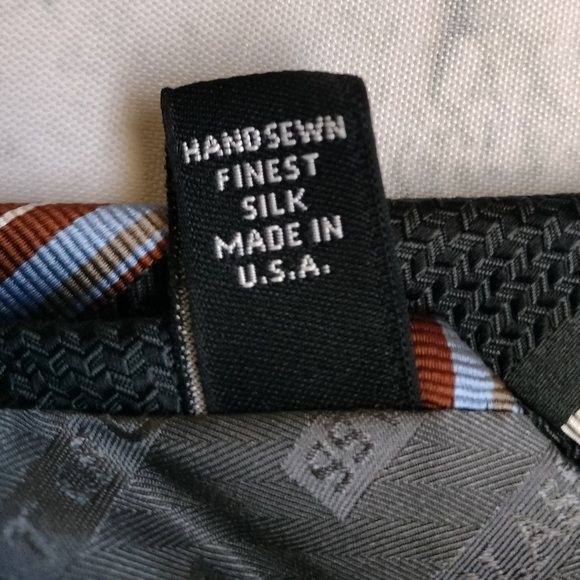 HANDSEWN
FINEST
SILK
MADE IN
U.S.A.